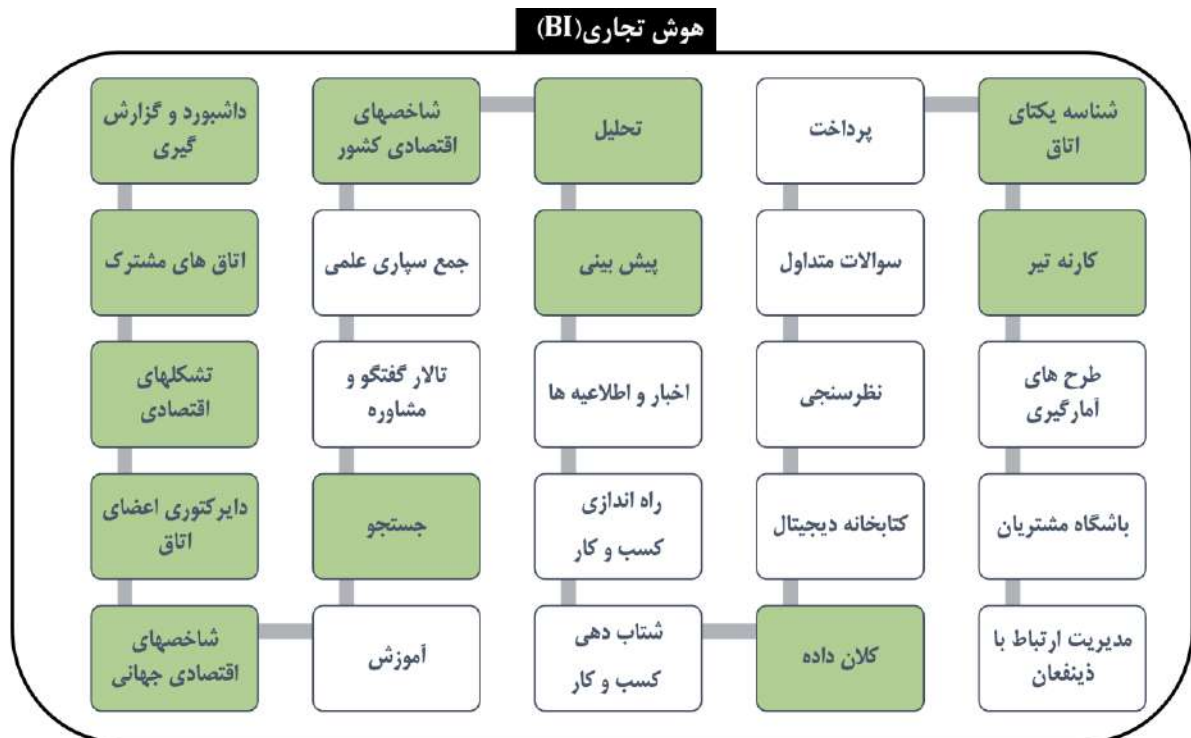 هوش تجاری(BI)
شناسه یکتای
اتاق
پرداخت
تحلیل
شاخصهای
اقتصادی کشور
داشبورد و گزارش
گیری
کارنه تیر
سوالات متداول
پیش بینی
جمع سپاری علمی
اتاق های مشترک
طرح های
آمارگیری
نظرسنجی
اخبار و اطلاعیه ها
تالار گفتگو و
مشاوره
تشکلهای
اقتصادی
باشگاه مشتریان
کتابخانه دیجیتال
راه اندازی
کسب و کار
جستجو
دایرکتوری اعضای
اتاق
مدیریت ارتباط با
ذینفعان
کلان داده
شتاب دهی
کسب و کار
آموزش
شاخصهای
اقتصادی جهانی